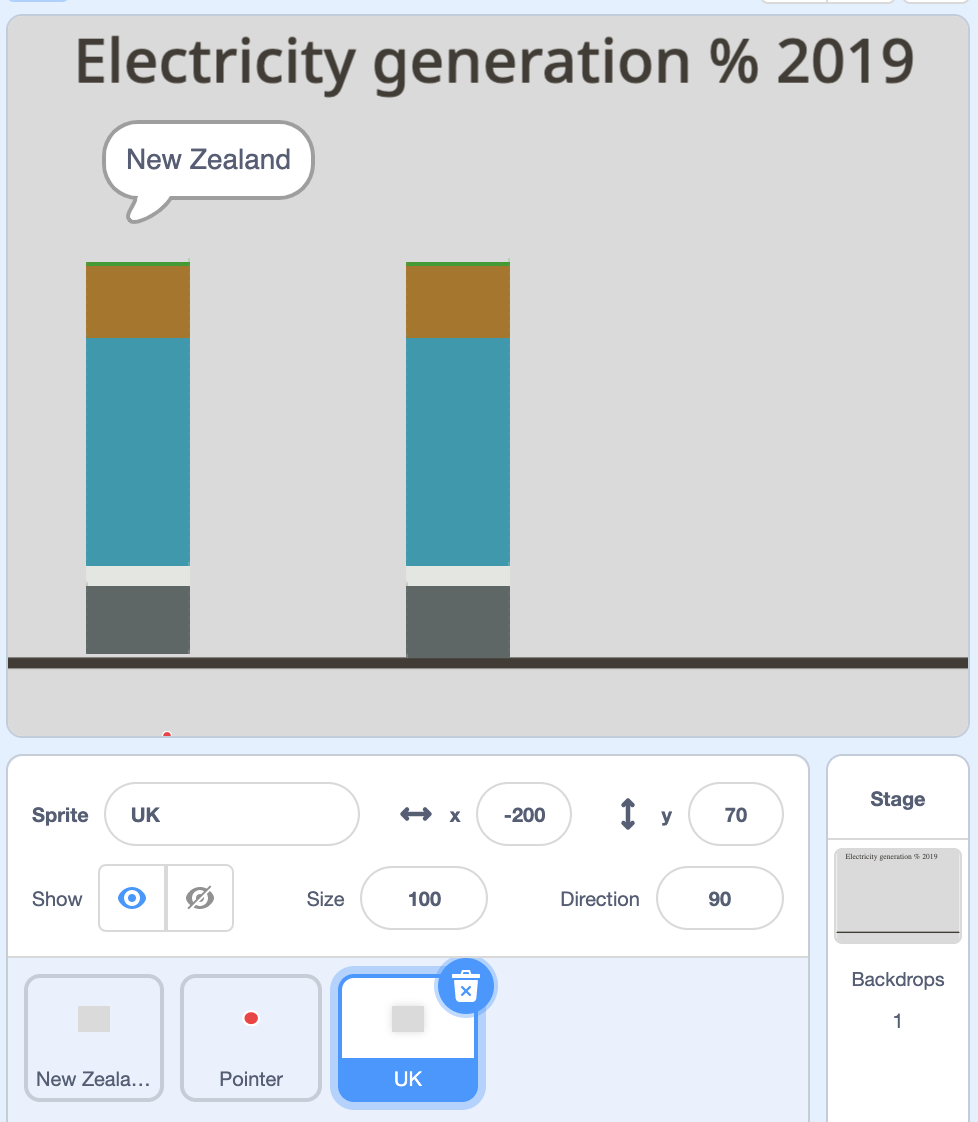 Electricity generation % 2019
New Zealand
Sprite UK x -200 y 70
Show Size 100 Direction 90
New Zeala... Pointer UK
Stage
Electricity generation % 2019
Backdrops
1